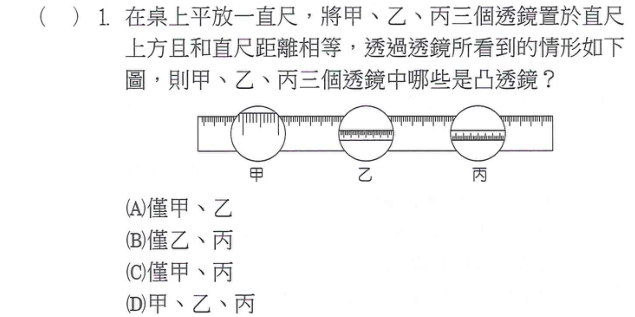 (　) 1. 在桌上平放一直尺，將甲、乙、丙三個透鏡置於直尺
上方且和直尺距離相等，透過透鏡所看到的情形如下
圖，則甲、乙、丙三個透鏡中哪些是凸透鏡？
甲 乙 丙
(A)僅甲、乙
(B)僅乙、丙
(C)僅甲、丙
(D)甲、乙、丙